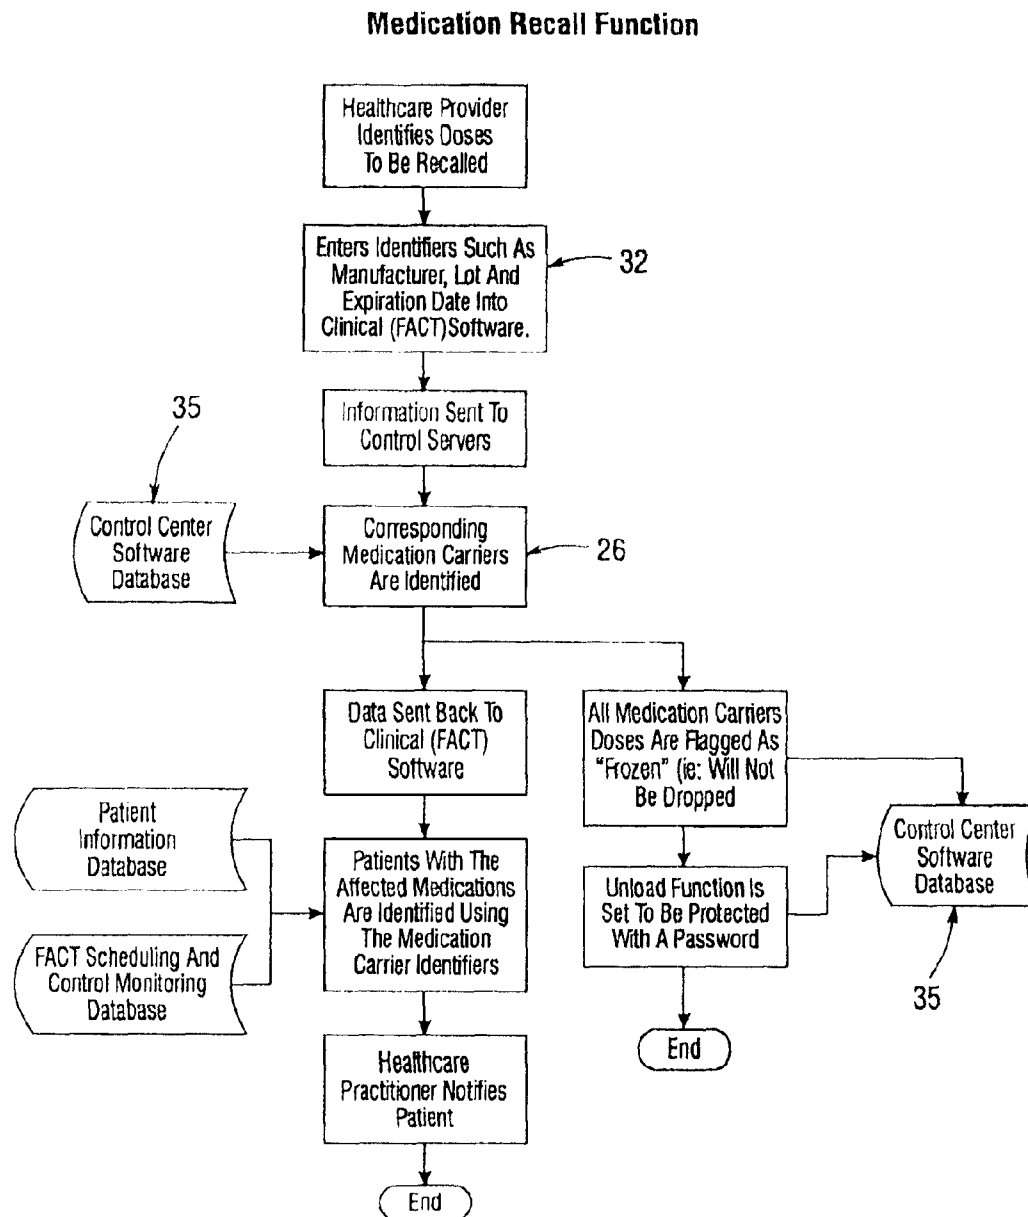 Medication Recall Function
Healthcare Provider
Identifies Doses
To Be Recalled
Enters Identifiers Such As
Manufacturer, Lot And
Expiration Date Into
Clinical (FACT)Software.
32
Information Sent To
Control Servers
35
Control Center
Software
Database
Corresponding
Medication Carriers
Are Identified
26
Data Sent Back To
Clinical (FACT)
Software
All Medication Carriers
Doses Are Flagged As
"Frozen" (ie: Will Not
Be Dropped
Patient
Information
Database
Patients With The
Affected Medications
Are Identified Using
The Medication
Carrier Identifiers
Unload Function Is
Set To Be Protected
With A Password
Control Center
Software
Database
35
FACT Scheduling And
Control Monitoring
Database
End
Healthcare
Practitioner Notifies
Patient
End